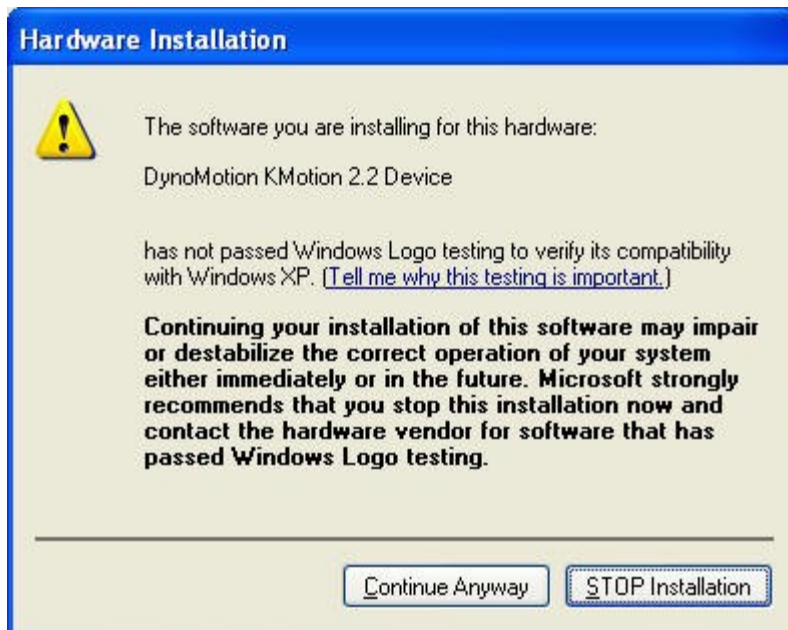 Hardware Installation
The software you are installing for this hardware:
DynoMotion KMotion 2.2 Device
has not passed Windows Logo testing to verify its compatibility
with Windows XP. (Tell me why this testing is important.)
Continuing your installation of this software may impair
or destabilize the correct operation of your system
either immediately or in the future. Microsoft strongly
recommends that you stop this installation now and
contact the hardware vendor for software that has
passed Windows Logo testing.
Continue Anyway
STOP Installation